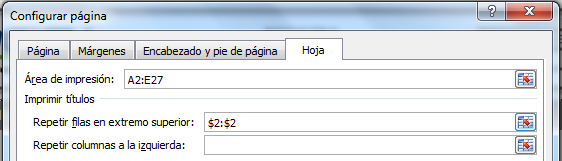 Configurar página
Página Márgenes Encabezado y pie de página Hoja
Área de impresión: A2:E27
Imprimir títulos
Repetir filas en extremo superior: $2:$2
Repetir columnas a la izquierda: